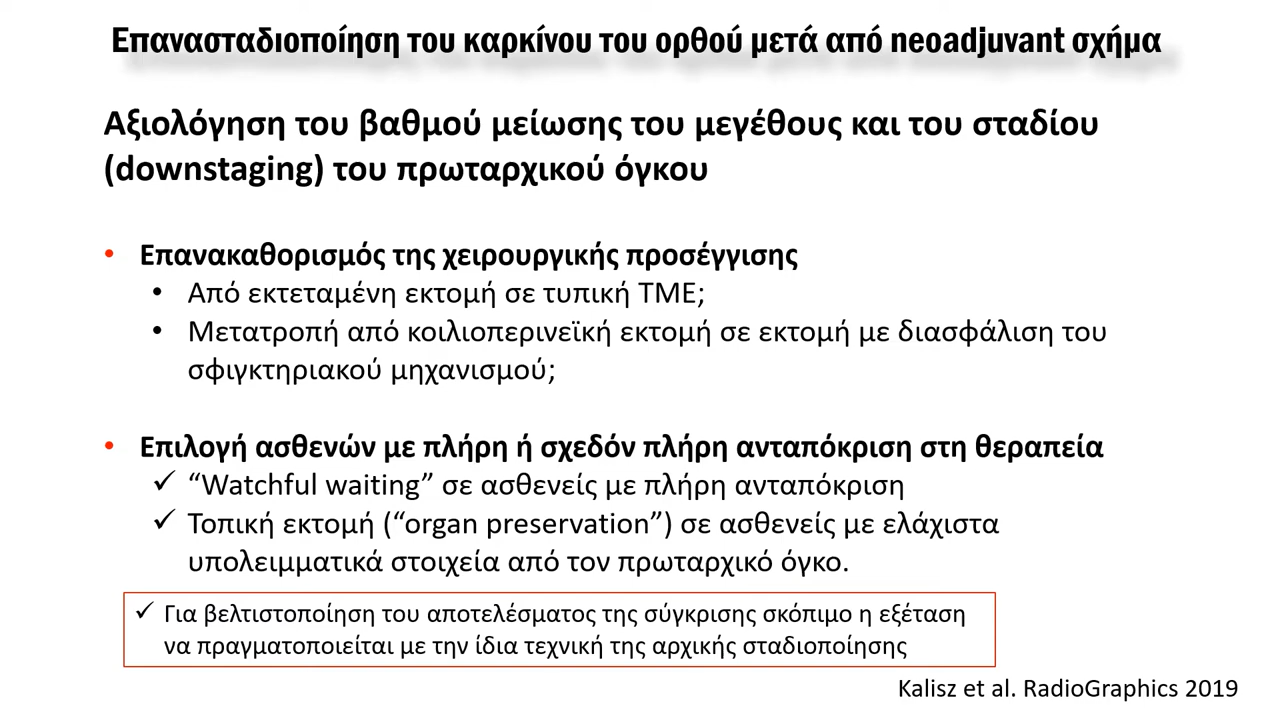 Επανασταδιοποίηση του καρκίνου του ορθού μετά από neoadjuvant σχήμα
Αξιολόγηση του βαθμού μείωσης του μεγέθους και του σταδίου
(downstaging) του πρωταρχικού όγκου
• Επανακαθορισμός της χειρουργικής προσέγγισης
• Από εκτεταμένη εκτομή σε τυπική TME;
• Μετατροπή από κοιλιοπερινεϊκή εκτομή σε εκτομή με διασφάλιση του
σφιγκτηριακού μηχανισμού;
• Επιλογή ασθενών με πλήρη ή σχεδόν πλήρη ανταπόκριση στη θεραπεία
✓ “Watchful waiting” σε ασθενείς με πλήρη ανταπόκριση
✓ Τοπική εκτομή (“organ preservation”) σε ασθενείς με ελάχιστα
υπολειμματικά στοιχεία από τον πρωταρχικό όγκο.
✓ Για βελτιστοποίηση του αποτελέσματος της σύγκρισης σκόπιμο η εξέταση
να πραγματοποιείται με την ίδια τεχνική της αρχικής σταδιοποίησης
Kalisz et al. RadioGraphics 2019